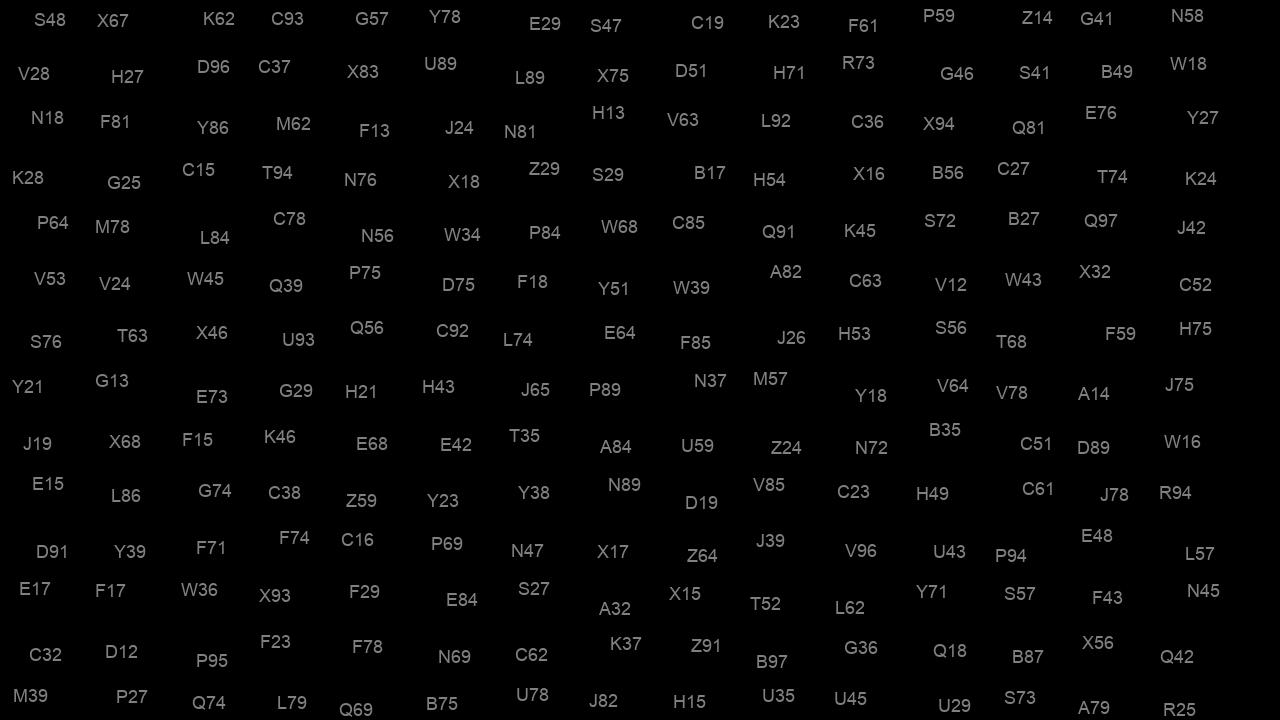 S48 X67 K62 C93 G57 Y78 E29 S47 C19 K23 F61 P59 Z14 G41 N58
V28 H27 D96 C37 X83 U89 L89 X75 D51 H71 R73 G46 S41 B49 W18
N18 F81 Y86 M62 F13 J24 N81 H13 V63 L92 C36 X94 Q81 E76 Y27
K28 G25 C15 T94 N76 X18 Z29 S29 B17 H54 X16 B56 C27 T74 K24
P64 M78 L84 C78 N56 W34 P84 W68 C85 Q91 K45 S72 B27 Q97 J42
V53 V24 W45 Q39 P75 D75 F18 Y51 W39 A82 C63 V12 W43 X32 C52
S76 T63 X46 U93 Q56 C92 L74 E64 F85 J26 H53 S56 T68 F59 H75
Y21 G13 E73 G29 H21 H43 J65 P89 N37 M57 Y18 V64 V78 A14 J75
J19 X68 F15 K46 E68 E42 T35 A84 U59 Z24 N72 B35 C51 D89 W16
E15 L86 G74 C38 Z59 Y23 Y38 N89 D19 V85 C23 H49 C61 J78 R94
D91 Y39 F71 F74 C16 P69 N47 X17 Z64 J39 V96 U43 P94 E48 L57
E17 F17 W36 X93 F29 E84 S27 A32 X15 T52 L62 Y71 S57 F43 N45
C32 D12 P95 F23 F78 N69 C62 K37 Z91 B97 G36 Q18 B87 X56 Q42
M39 P27 Q74 L79 Q69 B75 U78 J82 H15 U35 U45 U29 S73 A79 R25